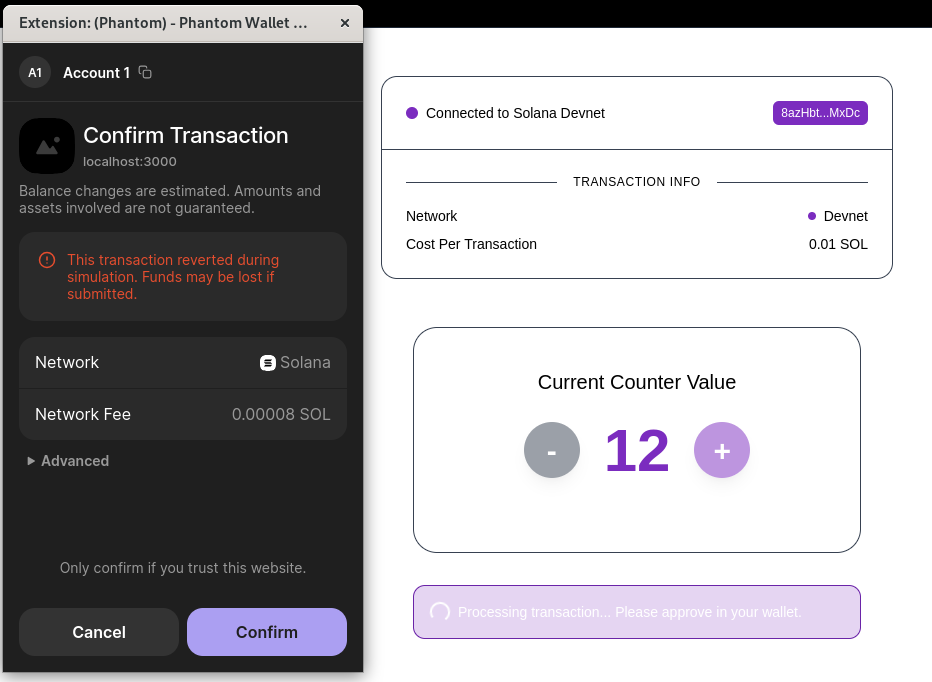 Extension: (Phantom) - Phantom Wallet ...
×
A1
Account 1
Confirm Transaction
localhost:3000
Balance changes are estimated. Amounts and
assets involved are not guaranteed.
This transaction reverted during
simulation. Funds may be lost if
submitted.
Network
Solana
Network Fee
0.00008 SOL
Advanced
Only confirm if you trust this website.
Cancel
Confirm
Connected to Solana Devnet
8azHbt...MxDc
TRANSACTION INFO
Network
Devnet
Cost Per Transaction
0.01 SOL
Current Counter Value
-
12
+
Processing transaction... Please approve in your wallet.